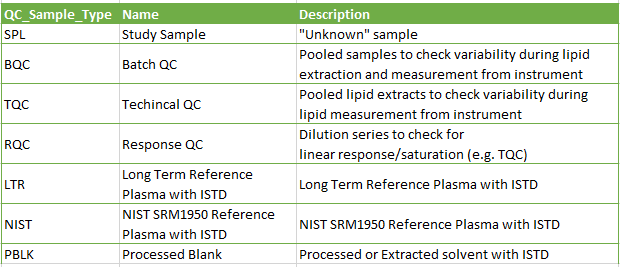 QC_Sample_Type Name Description
SPL Study Sample "Unknown" sample
BQC Batch QC Pooled samples to check variability during lipid
extraction and measurement from instrument
TQC Techincal QC Pooled lipid extracts to check variability during
lipid measurement from instrument
RQC Response QC Dilution series to check for
linear response/saturation (e.g. TQC)
LTR Long Term Reference
Plasma with ISTD Long Term Reference Plasma with ISTD
NIST NIST SRM1950 Reference
Plasma with ISTD NIST SRM1950 Reference Plasma with ISTD
PBLK Processed Blank Processed or Extracted solvent with ISTD